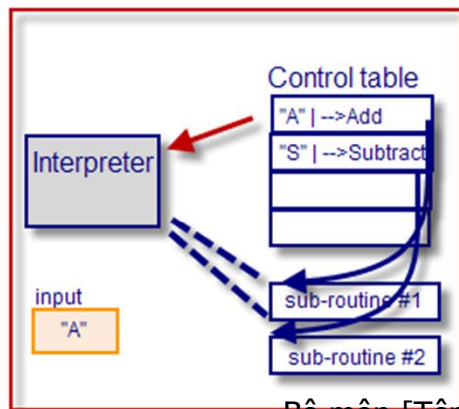 Control table
"A" | -->Add
"S" | -->Subtract
Interpreter
input
"A"
sub-routine #1
sub-routine #2